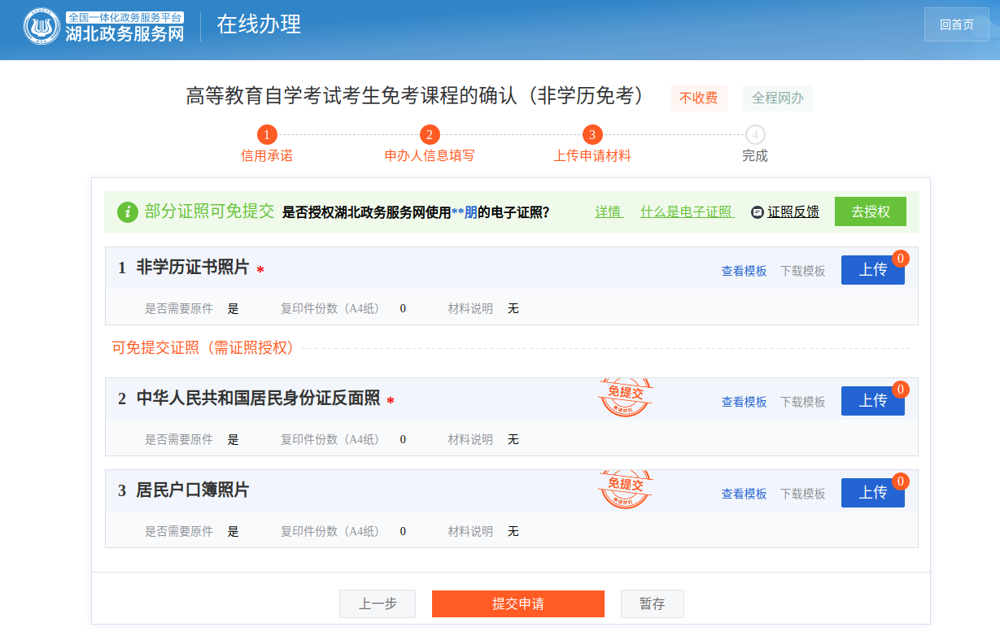 全国一体化政务服务平台
湖北政务服务网
在线办理
回首页
高等教育自学考试考生免考课程的确认（非学历免考） 不收费 全程网办
1 2 3 4
信用承诺 申办人信息填写 上传申请材料 完成
部分证照可免提交 是否授权湖北政务服务网使用**朋的电子证照? 详情 什么是电子证照 证照反馈 去授权
1 非学历证书照片 * 查看模板 下载模板 上传 0
是否需要原件 是 复印件份数（A4纸） 0 材料说明 无
可免提交证照（需证照授权）
2 中华人民共和国居民身份证反面照 * 免提交 查看模板 下载模板 上传 0
是否需要原件 是 复印件份数（A4纸） 0 材料说明 无
3 居民户口簿照片 免提交 查看模板 下载模板 上传 0
是否需要原件 是 复印件份数（A4纸） 0 材料说明 无
上一步 提交申请 暂存